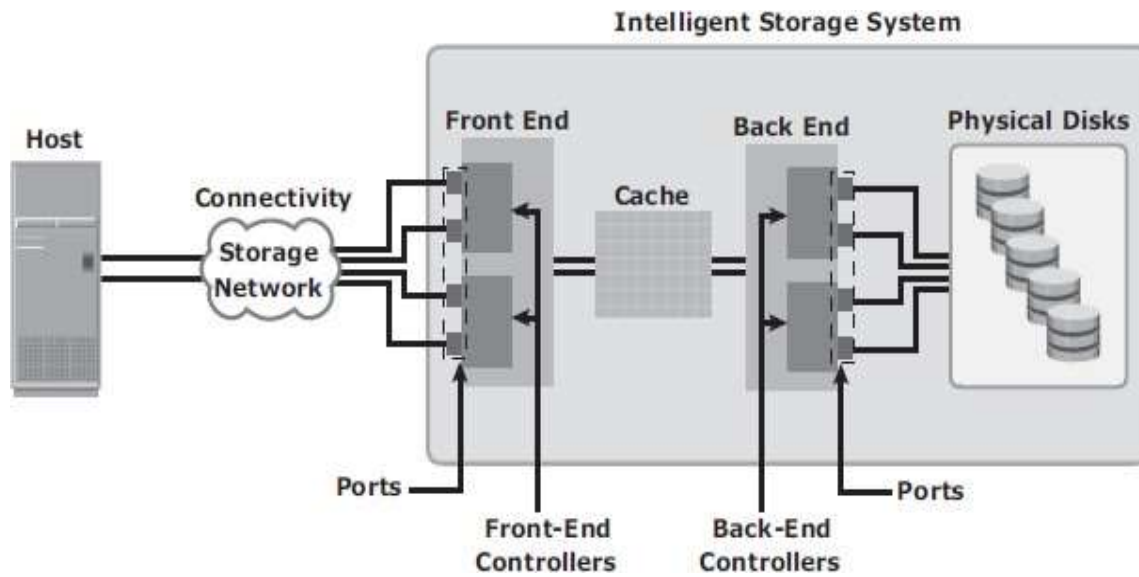 Intelligent Storage System
Host
Connectivity
Storage
Network
Front End
Cache
Back End
Physical Disks
Ports
Front-End
Controllers
Back-End
Controllers
Ports